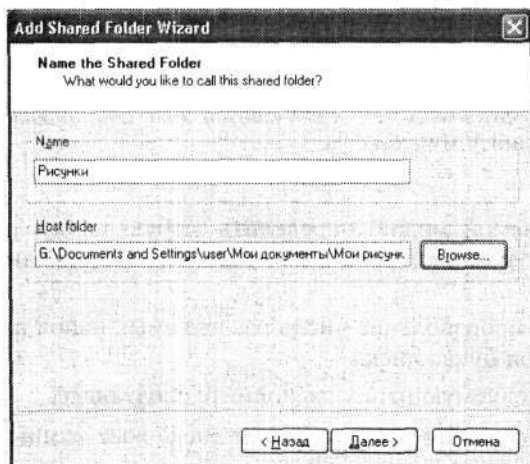 Add Shared Folder Wizard
Name the Shared Folder
What would you like to call this shared folder?
Name
Рисунки
Host folder
G:\Documents and Settings\user\Мои документы\Мои рисунк
Browse...
< Назад
Далее >
Отмена